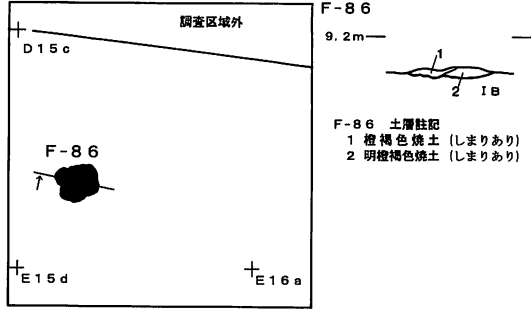 調査区域外
D15c
F-86
E15d
E16a
F-86
9.2m
1
2 IB
F-86 土層註記
1 橙褐色焼土 (しまりあり)
2 明橙褐色焼土 (しまりあり)